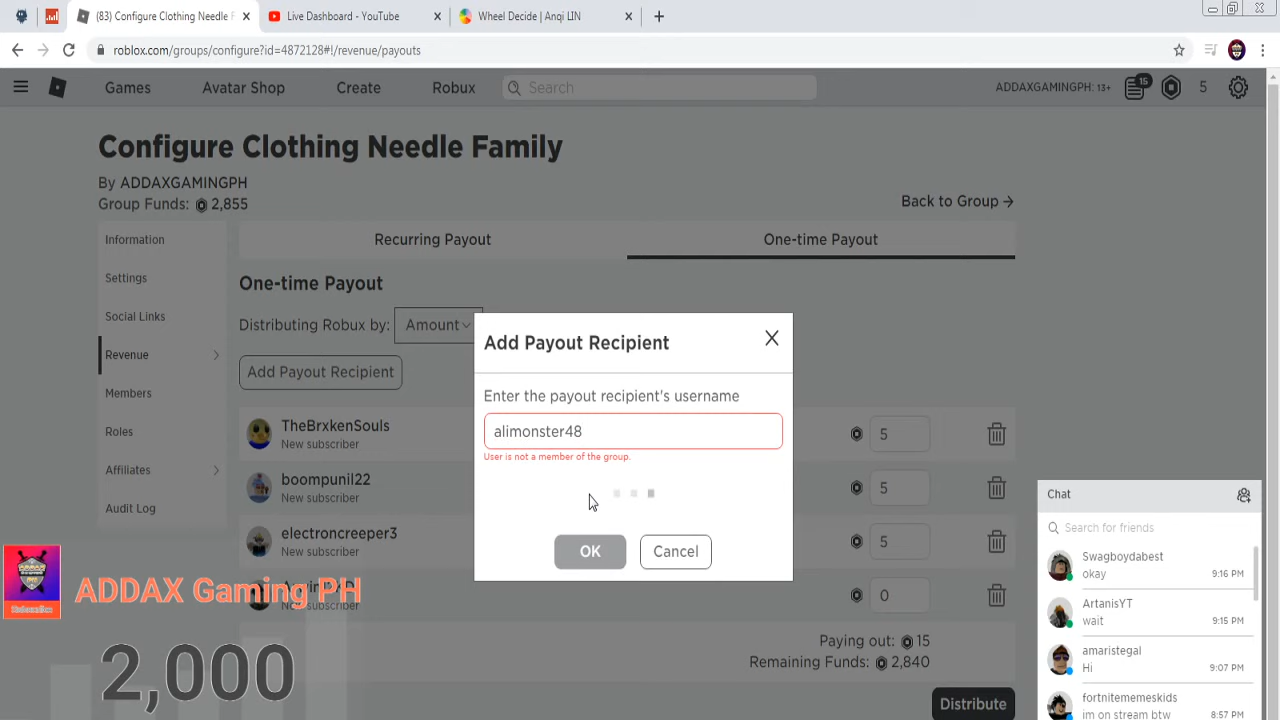 (83) Configure Clothing Needle F
Live Dashboard - YouTube
Wheel Decide | Anqi LIN
roblox.com/groups/configure?id=4872128#!/revenue/payouts
Games
Avatar Shop
Create
Robux
Search
ADDAXGAMINGPH: 13+
15
5
Configure Clothing Needle Family
By ADDAXGAMINGPH
Group Funds: 2,855
Back to Group →
Information
Settings
Social Links
Revenue
Members
Roles
Affiliates
Audit Log
Recurring Payout
One-time Payout
One-time Payout
Distributing Robux by: Amount
Add Payout Recipient
TheBrxkenSouls
New subscriber
5
boompunil22
New subscriber
5
electroncreeper3
New subscriber
5
New subscriber
0
Paying out: 15
Remaining Funds: 2,840
Distribute
Add Payout Recipient
X
Enter the payout recipient's username
alimonster48
User is not a member of the group.
OK
Cancel
Chat
Search for friends
Swagboydabest
okay
9:16 PM
ArtanisYT
wait
9:15 PM
amaristegal
Hi
9:07 PM
fortnitememeskids
im on stream btw
8:57 PM
ADDAX Gaming PH
2,000